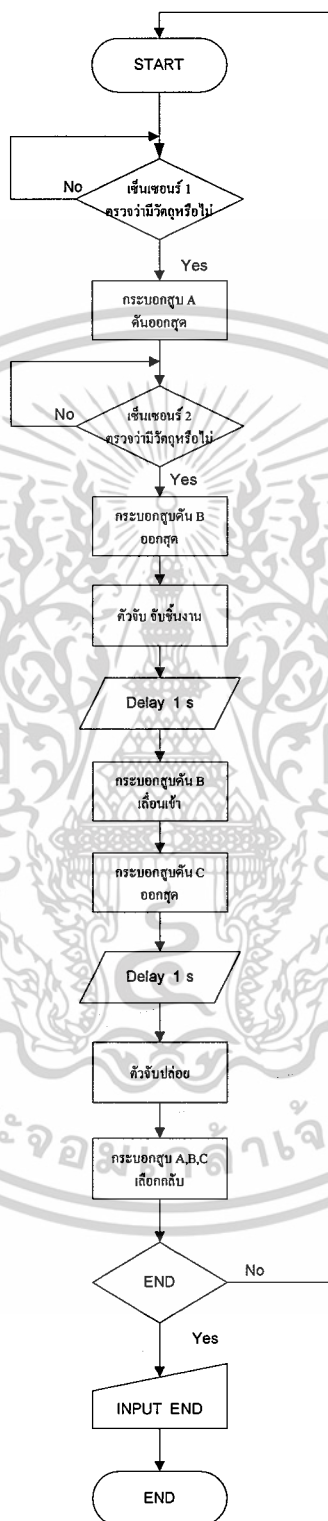 START
No
เซ็นเซอนร์ 1
ตรวจว่ามีวัตถุหรือไม่
Yes
กระบอกสูบ A
ดันออกสุด
No
เซ็นเซอนร์ 2
ตรวจว่ามีวัตถุหรือไม่
Yes
กระบอกสูบดัน B
ออกสุด
ตัวจับ จับชิ้นงาน
Delay 1 s
กระบอกสูบดัน B
เลื่อนเข้า
กระบอกสูบดัน C
ออกสุด
Delay 1 s
ตัวจับปล่อย
กระบอกสูบ A,B,C
เลือกกลับ
END
No
Yes
INPUT END
END